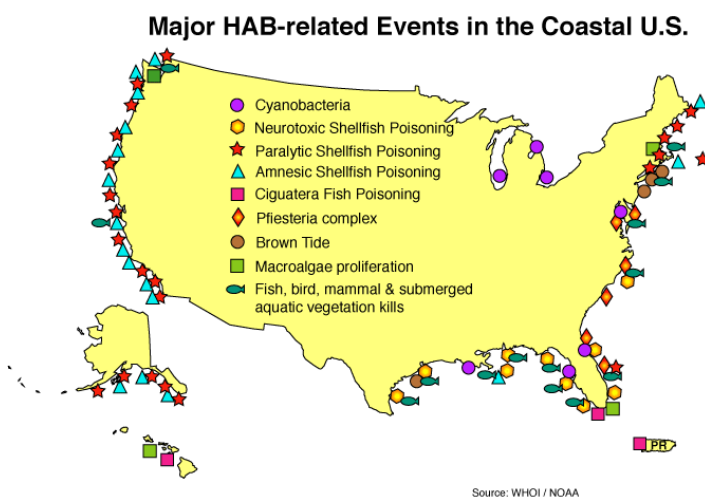 Major HAB-related Events in the Coastal U.S.
Cyanobacteria
Neurotoxic Shellfish Poisoning
Paralytic Shellfish Poisoning
Amnesic Shellfish Poisoning
Ciguatera Fish Poisoning
Pfiesteria complex
Brown Tide
Macroalgae proliferation
Fish, bird, mammal & submerged
aquatic vegetation kills
PR
Source: WHOI / NOAA